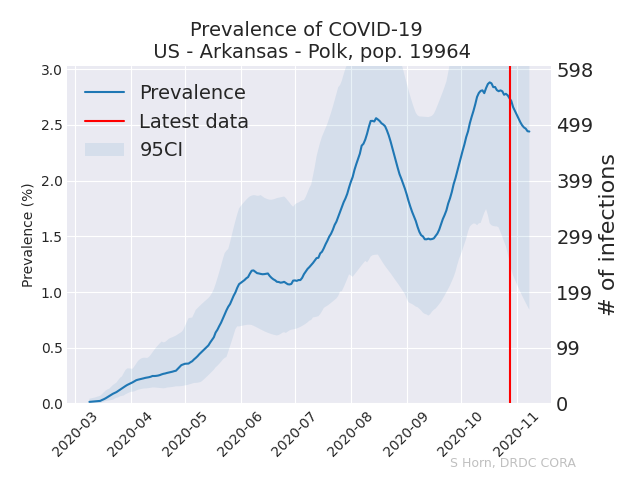 Prevalence of COVID-19
US - Arkansas - Polk, pop. 19964
Prevalence
Latest data
95CI
Prevalence (%)
3.0
2.5
2.0
1.5
1.0
0.5
0.0
598
499
399
299
199
99
0
# of infections
2020-03
2020-04
2020-05
2020-06
2020-07
2020-08
2020-09
2020-10
2020-11
S Horn, DRDC CORA